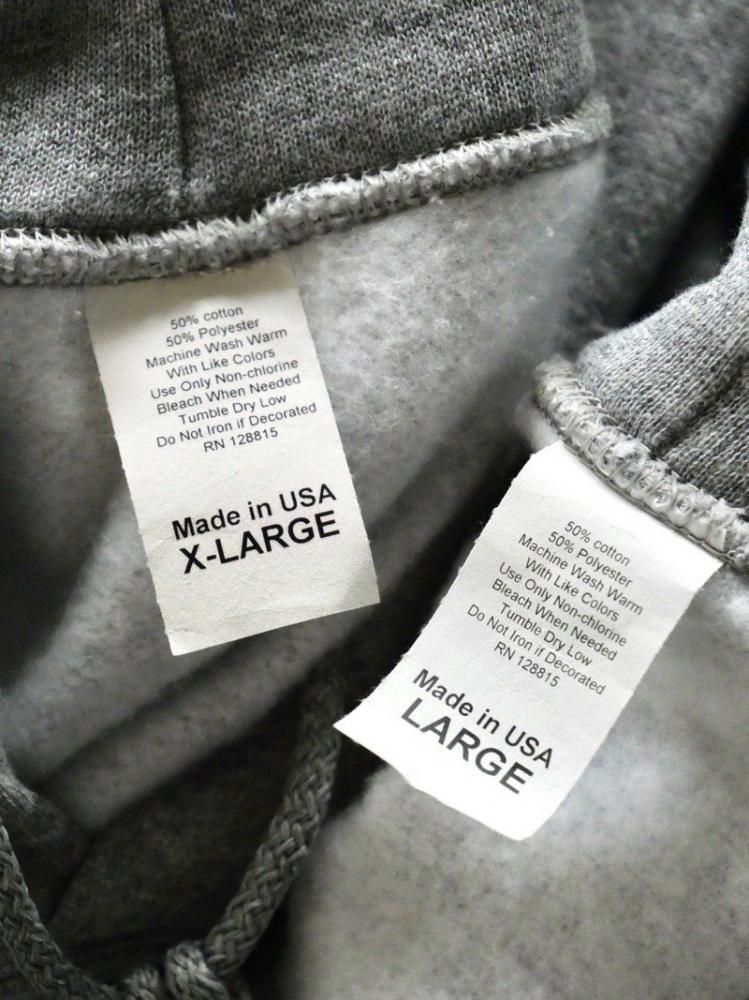 50% cotton
50% Polyester
Machine Wash Warm
With Like Colors
Use Only Non-chlorine
Bleach When Needed
Tumble Dry Low
Do Not Iron if Decorated
RN 128815
Made in USA
X-LARGE
50% cotton
50% Polyester
Machine Wash Warm
With Like Colors
Use Only Non-chlorine
Bleach When Needed
Tumble Dry Low
Do Not Iron if Decorated
RN 128815
Made in USA
LARGE